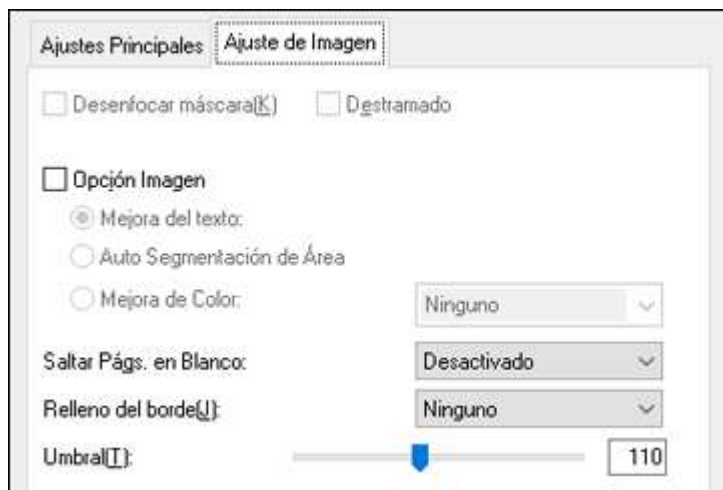 Ajustes Principales Ajuste de Imagen
Desenfocar máscara(K) Destramado
Opción Imagen
Mejora del texto:
Auto Segmentación de Área
Mejora de Color: Ninguno
Saltar Págs. en Blanco: Desactivado
Relleno del borde(J): Ninguno
Umbral(T): 110